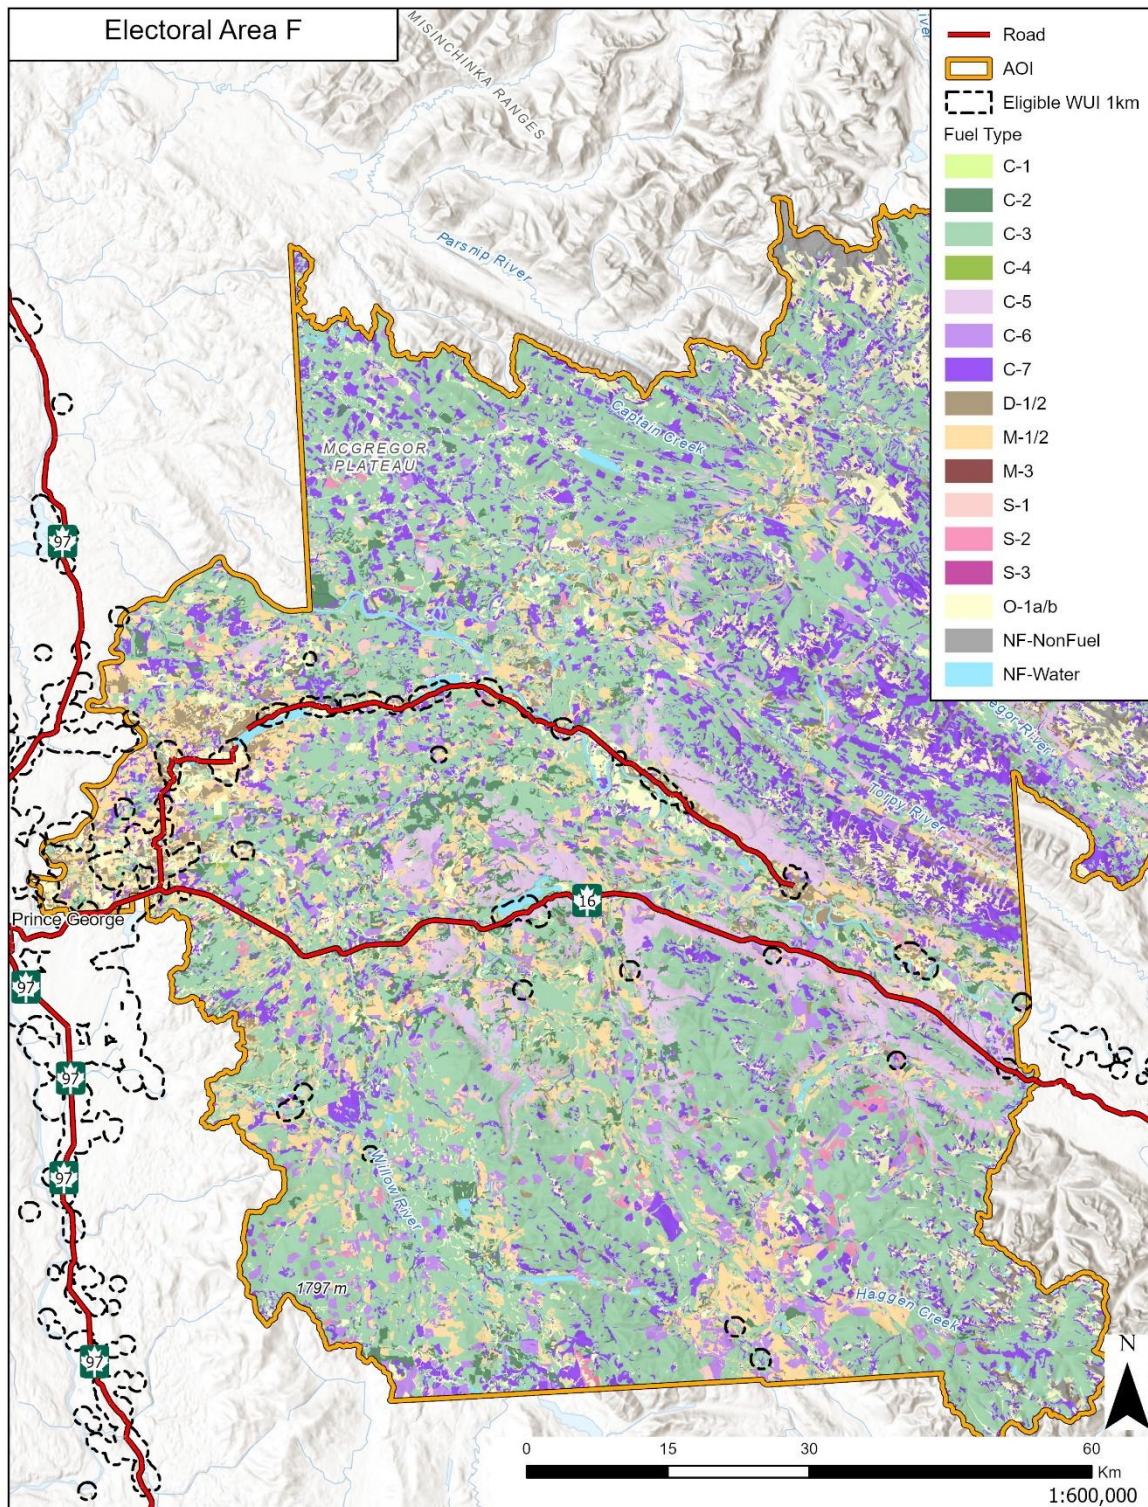 Electoral Area F
MISINCHINKA RANGES
Road
AOI
Eligible WUI 1km
Fuel Type
C-1
C-2
C-3
C-4
C-5
C-6
C-7
D-1/2
M-1/2
M-3
S-1
S-2
S-3
O-1a/b
NF-NonFuel
NF-Water
Parsnip River
Captain Creek
MCGREGOR
PLATEAU
97
Torpy River
River
16
Prince George
97
97
97
Willow River
1797 m
Haggen Creek
97
N
0 15 30 60
Km
1:600,000